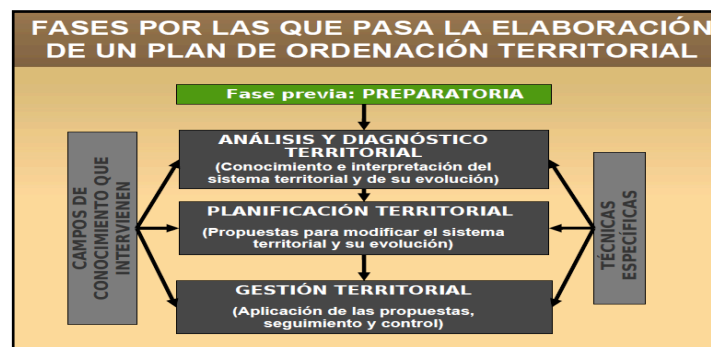 FASES POR LAS QUE PASA LA ELABORACIÓN
DE UN PLAN DE ORDENACIÓN TERRITORIAL
Fase previa: PREPARATORIA
ANÁLISIS Y DIAGNÓSTICO
TERRITORIAL
(Conocimiento e interpretación del
sistema territorial y de su evolución)
CAMPOS DE
CONOCIMIENTO QUE
INTERVIENEN
PLANIFICACIÓN TERRITORIAL
(Propuestas para modificar el sistema
territorial y su evolución)
TÉCNICAS
ESPECÍFICAS
GESTIÓN TERRITORIAL
(Aplicación de las propuestas,
seguimiento y control)